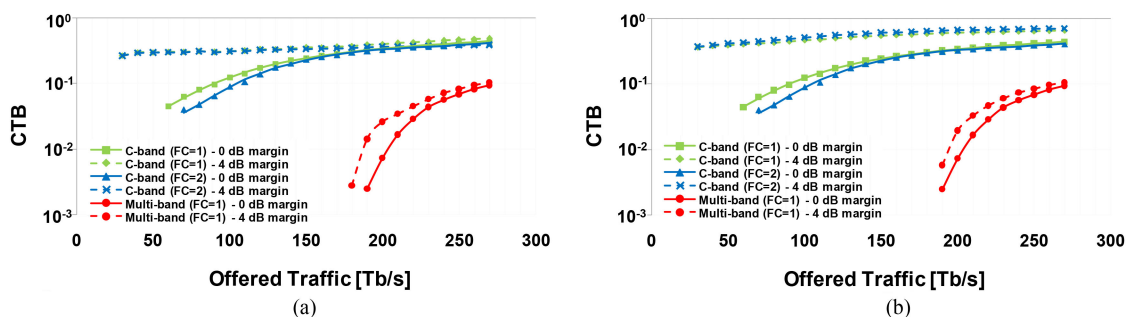 10⁰
10⁻¹
10⁻²
10⁻³
CTB
C-band (FC=1) - 0 dB margin
C-band (FC=1) - 4 dB margin
C-band (FC=2) - 0 dB margin
C-band (FC=2) - 4 dB margin
Multi-band (FC=1) - 0 dB margin
Multi-band (FC=1) - 4 dB margin
0 50 100 150 200 250 300
Offered Traffic [Tb/s]
(a)
10⁰
10⁻¹
10⁻²
10⁻³
CTB
C-band (FC=1) - 0 dB margin
C-band (FC=1) - 4 dB margin
C-band (FC=2) - 0 dB margin
C-band (FC=2) - 4 dB margin
Multi-band (FC=1) - 0 dB margin
Multi-band (FC=1) - 4 dB margin
0 50 100 150 200 250 300
Offered Traffic [Tb/s]
(b)